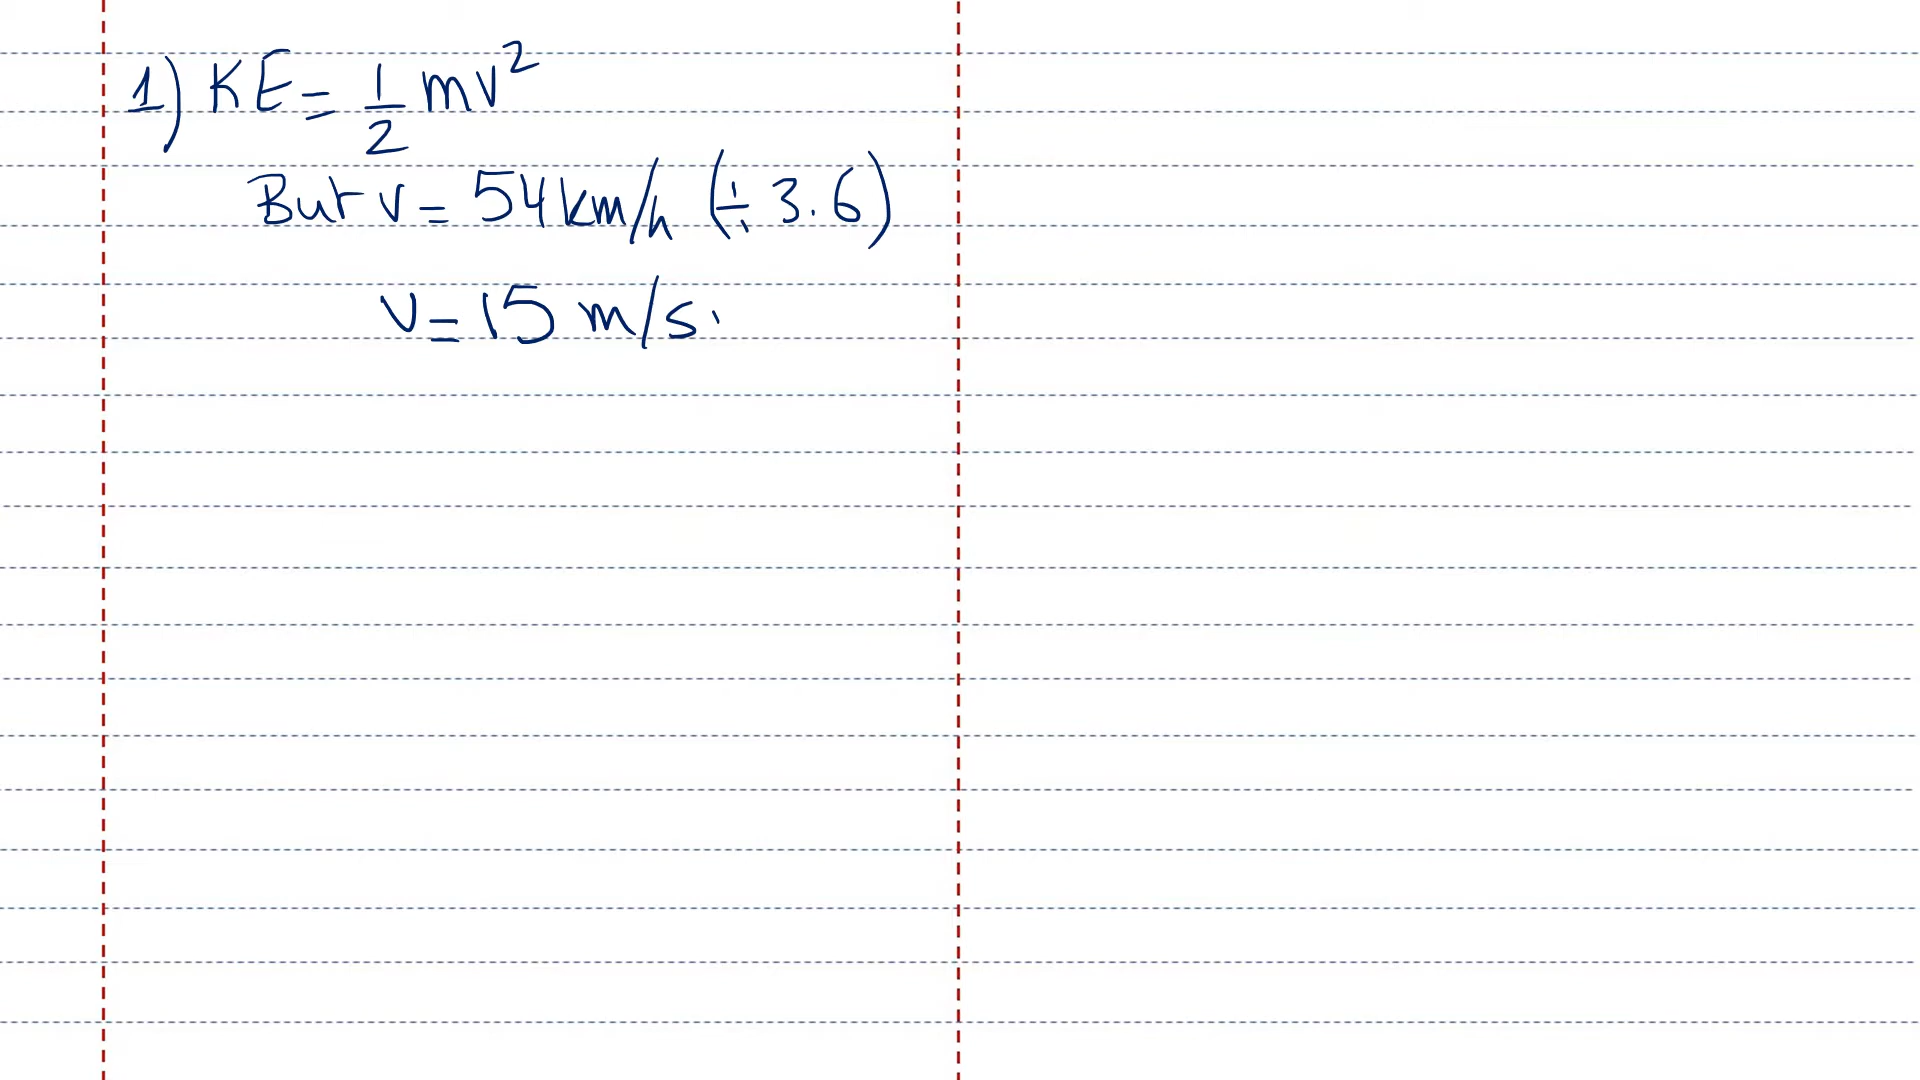 1) KE = 1/2 mv²
But v = 54 km/h (÷ 3.6)
v = 15 m/s.